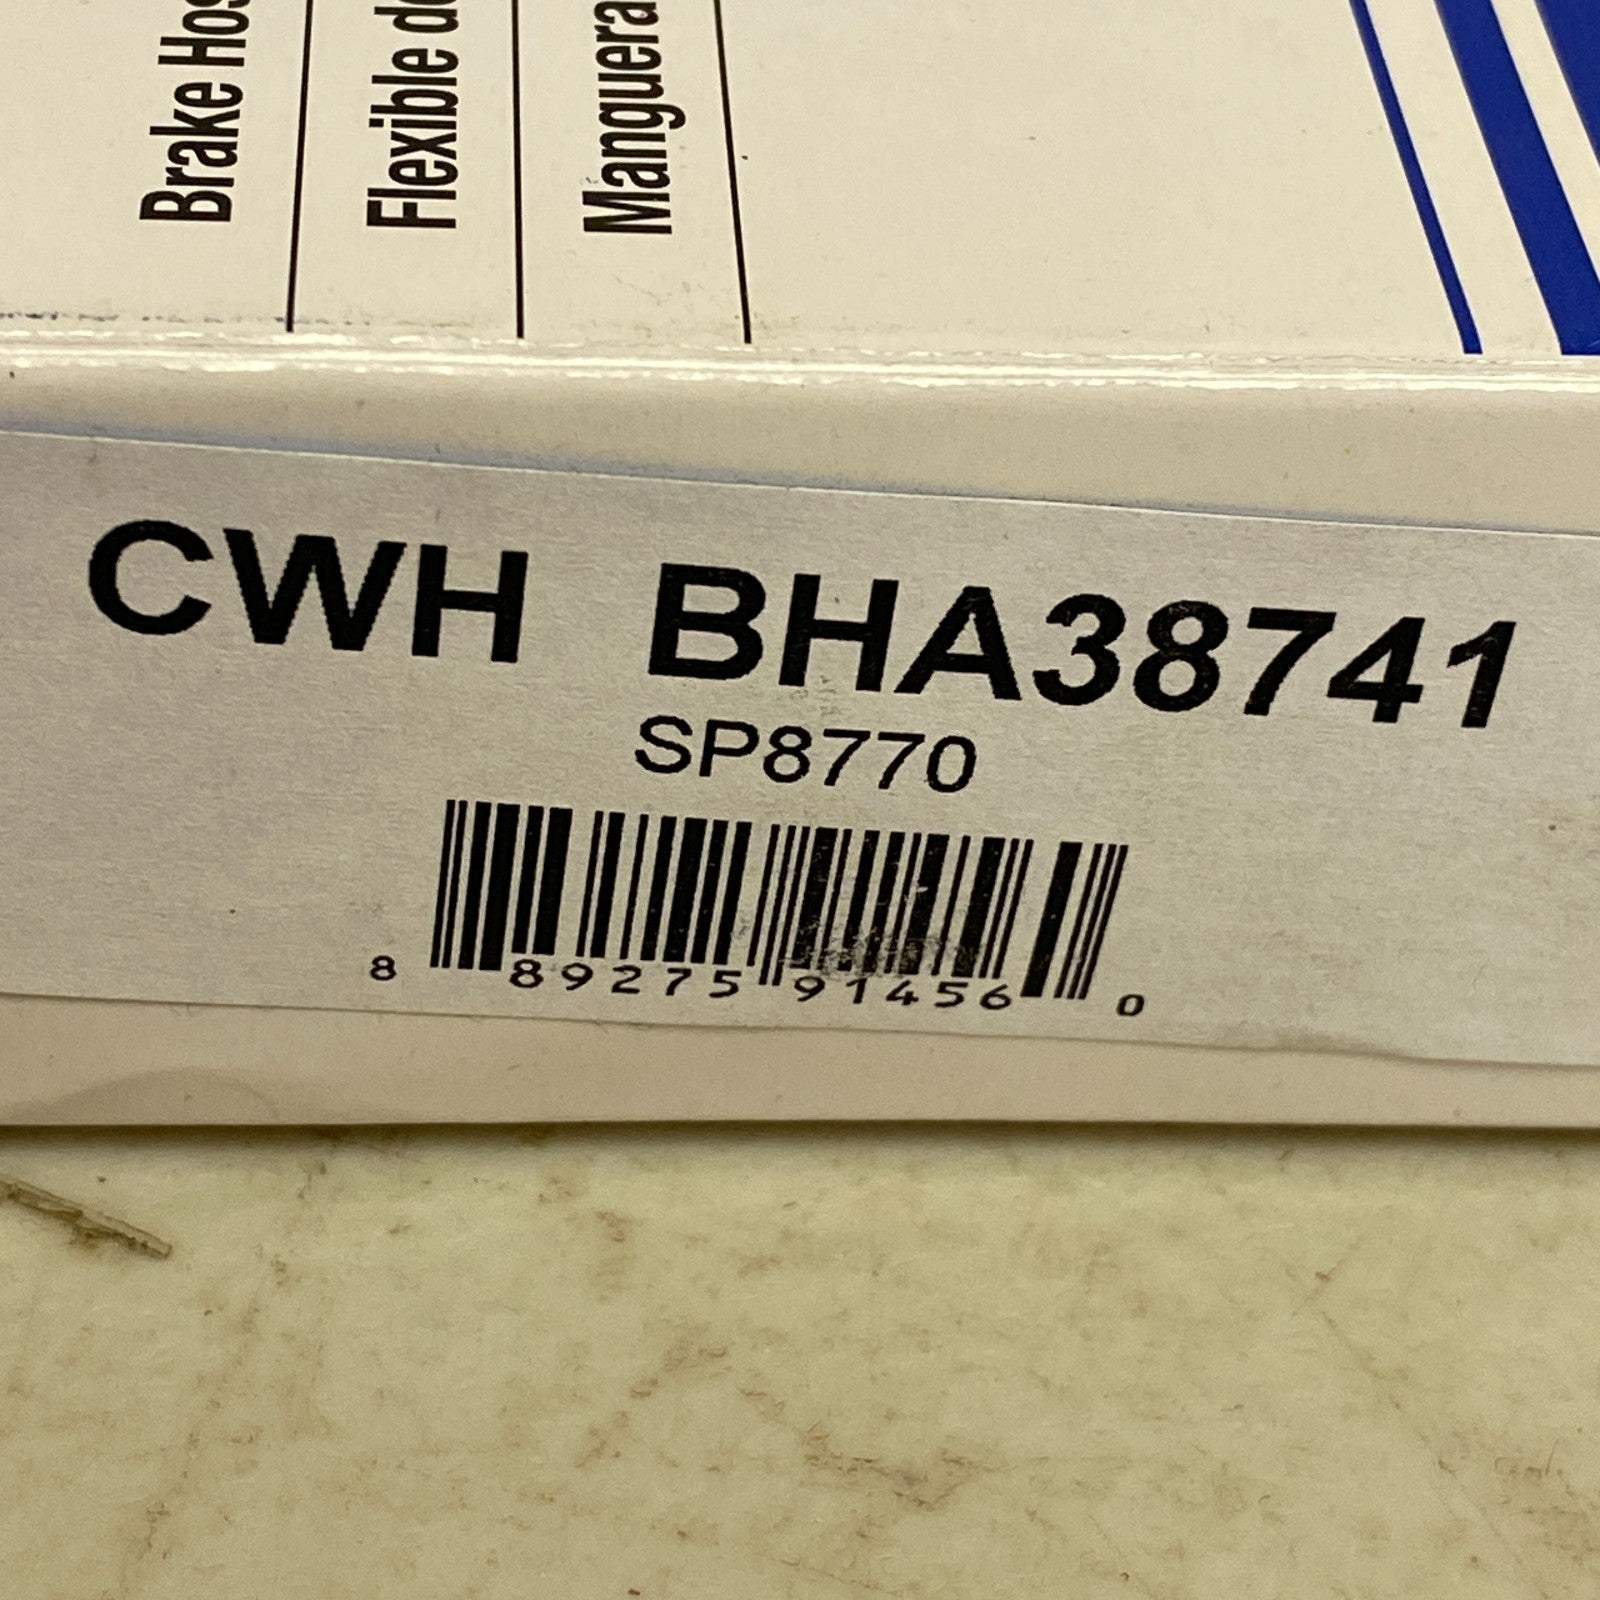 Brake Hos
Flexible de
Manguera
CWH BHA38741
SP8770
8 89275 91456 0